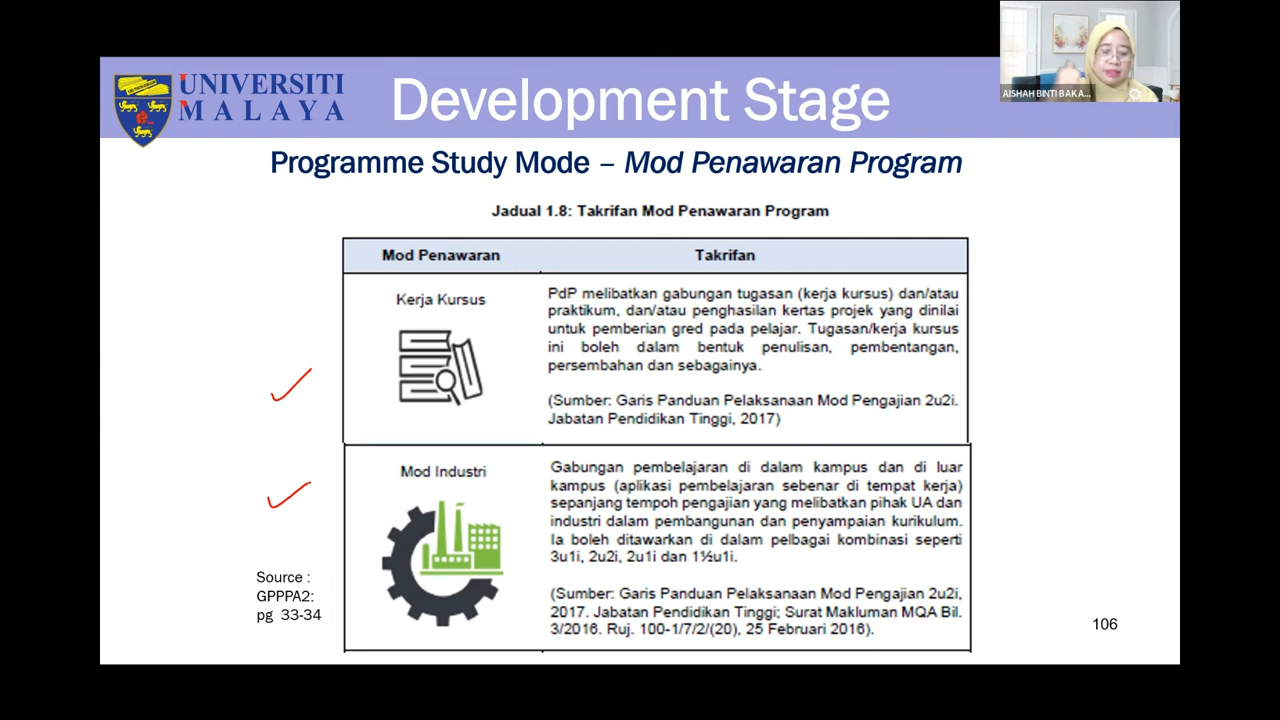 AISHAH BINTI BAKA...
UNIVERSITI
MALAYA
Development Stage
Programme Study Mode – Mod Penawaran Program
Jadual 1.8: Takrifan Mod Penawaran Program
Mod Penawaran
Takrifan
Kerja Kursus
PdP melibatkan gabungan tugasan (kerja kursus) dan/atau
praktikum, dan/atau penghasilan kertas projek yang dinilai
untuk pemberian gred pada pelajar. Tugasan/kerja kursus
ini boleh dalam bentuk penulisan, pembentangan,
persembahan dan sebagainya.
(Sumber: Garis Panduan Pelaksanaan Mod Pengajian 2u2i.
Jabatan Pendidikan Tinggi, 2017)
Mod Industri
Gabungan pembelajaran di dalam kampus dan di luar
kampus (aplikasi pembelajaran sebenar di tempat kerja)
sepanjang tempoh pengajian yang melibatkan pihak UA dan
industri dalam pembangunan dan penyampaian kurikulum.
Ia boleh ditawarkan di dalam pelbagai kombinasi seperti
3u1i, 2u2i, 2u1i dan 1½u1i.
(Sumber: Garis Panduan Pelaksanaan Mod Pengajian 2u2i,
2017. Jabatan Pendidikan Tinggi; Surat Makluman MQA Bil.
3/2016. Ruj. 100-1/7/2/(20), 25 Februari 2016).
Source :
GPPPA2:
pg 33-34
106